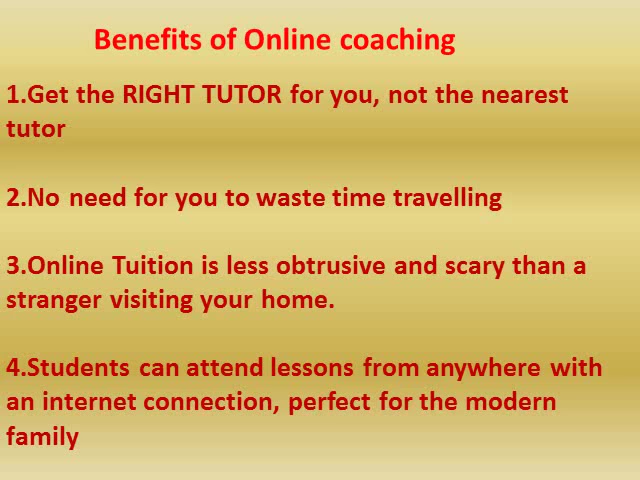 Benefits of Online coaching
1.Get the RIGHT TUTOR for you, not the nearest
tutor
2.No need for you to waste time travelling
3.Online Tuition is less obtrusive and scary than a
stranger visiting your home.
4.Students can attend lessons from anywhere with
an internet connection, perfect for the modern
family